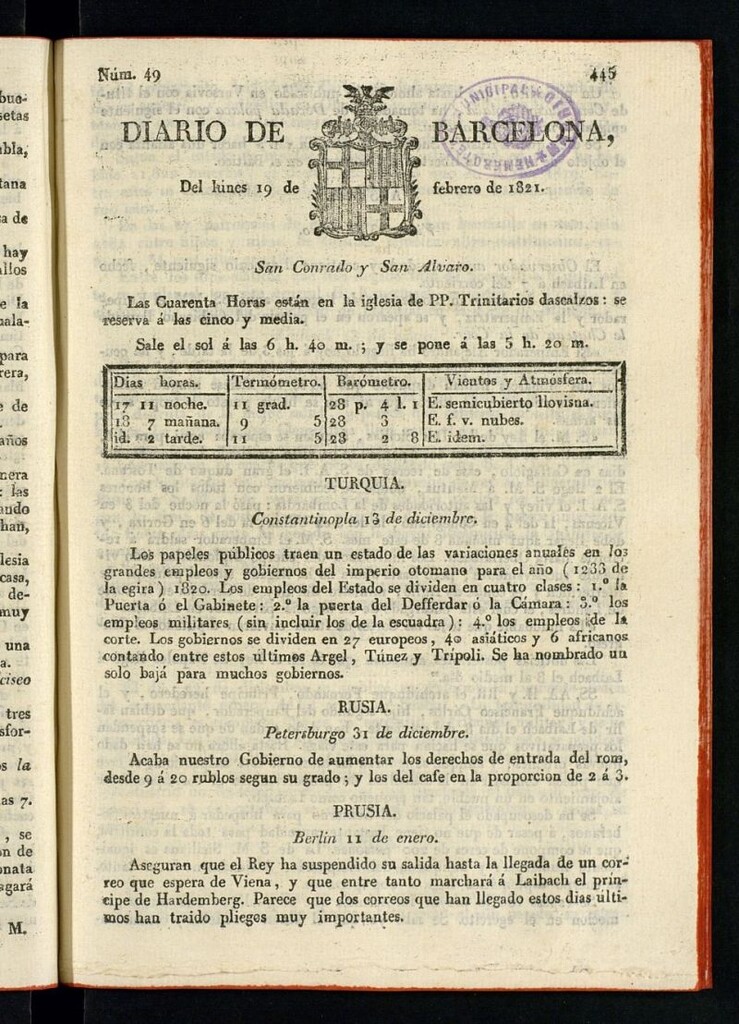 Núm. 49
445
DIARIO DE BARCELONA,
Del lunes 19 de febrero de 1821.
San Conrado y San Alvaro.
Las Cuarenta Horas están en la iglesia de PP. Trinitarios dascalzos: se
reserva á las cinco y media.
Sale el sol á las 6 h. 40 m.; y se pone á las 5 h. 20 m.
Dias horas. Termómetro. Barómetro. Vientos y Atmósfera.
17 11 noche. 11 grad. 28 p. 4 l. 1 E. semicubierto llovisna.
18 7 mañana. 9 5 28 3 E. f. v. nubes.
id. 2 tarde. 11 5 28 2 8 E. idem.
TURQUIA.
Constantinopla 13 de diciembre.
Los papeles públicos traen un estado de las variaciones anuales en los
grandes empleos y gobiernos del imperio otomano para el año (1233 de
la egira) 1820. Los empleos del Estado se dividen en cuatro clases: 1.º la
Puerta ó el Gabinete: 2.º la puerta del Defferdar ó la Cámara: 3.º los
empleos militares (sin incluir los de la escuadra): 4.º los empleos de la
corte. Los gobiernos se dividen en 27 europeos, 40 asiáticos y 6 africanos
contando entre estos últimos Argel, Túnez y Trípoli. Se ha nombrado un
solo bajá para muchos gobiernos.
RUSIA.
Petersburgo 31 de diciembre.
Acaba nuestro Gobierno de aumentar los derechos de entrada del rom,
desde 9 á 20 rublos segun su grado; y los del cafe en la proporcion de 2 á 3.
PRUSIA.
Berlin 11 de enero.
Aseguran que el Rey ha suspendido su salida hasta la llegada de un cor-
reo que espera de Viena, y que entre tanto marchará á Laibach el prin-
cipe de Hardemberg. Parece que dos correos que han llegado estos dias últi-
mos han traido pliegos muy importantes.